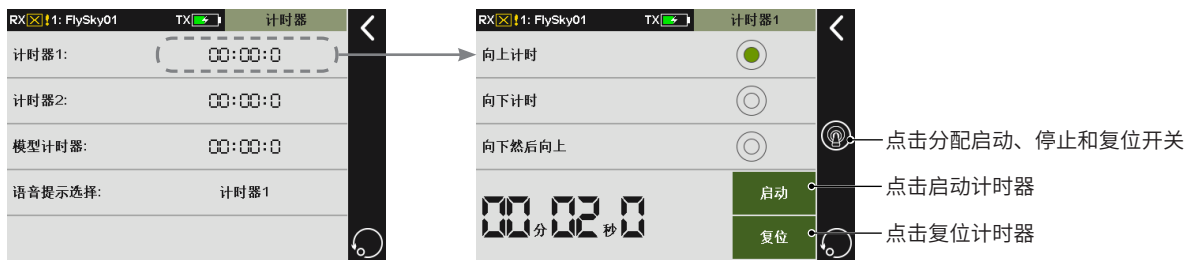 RX 1: FlySky01 TX 计时器
计时器1: 00:00:0
计时器2: 00:00:0
模型计时器: 00:00:0
语音提示选择: 计时器1
RX 1: FlySky01 TX 计时器1
向上计时
向下计时
向下然后向上
00分02秒0
启动
复位
点击分配启动、停止和复位开关
点击启动计时器
点击复位计时器